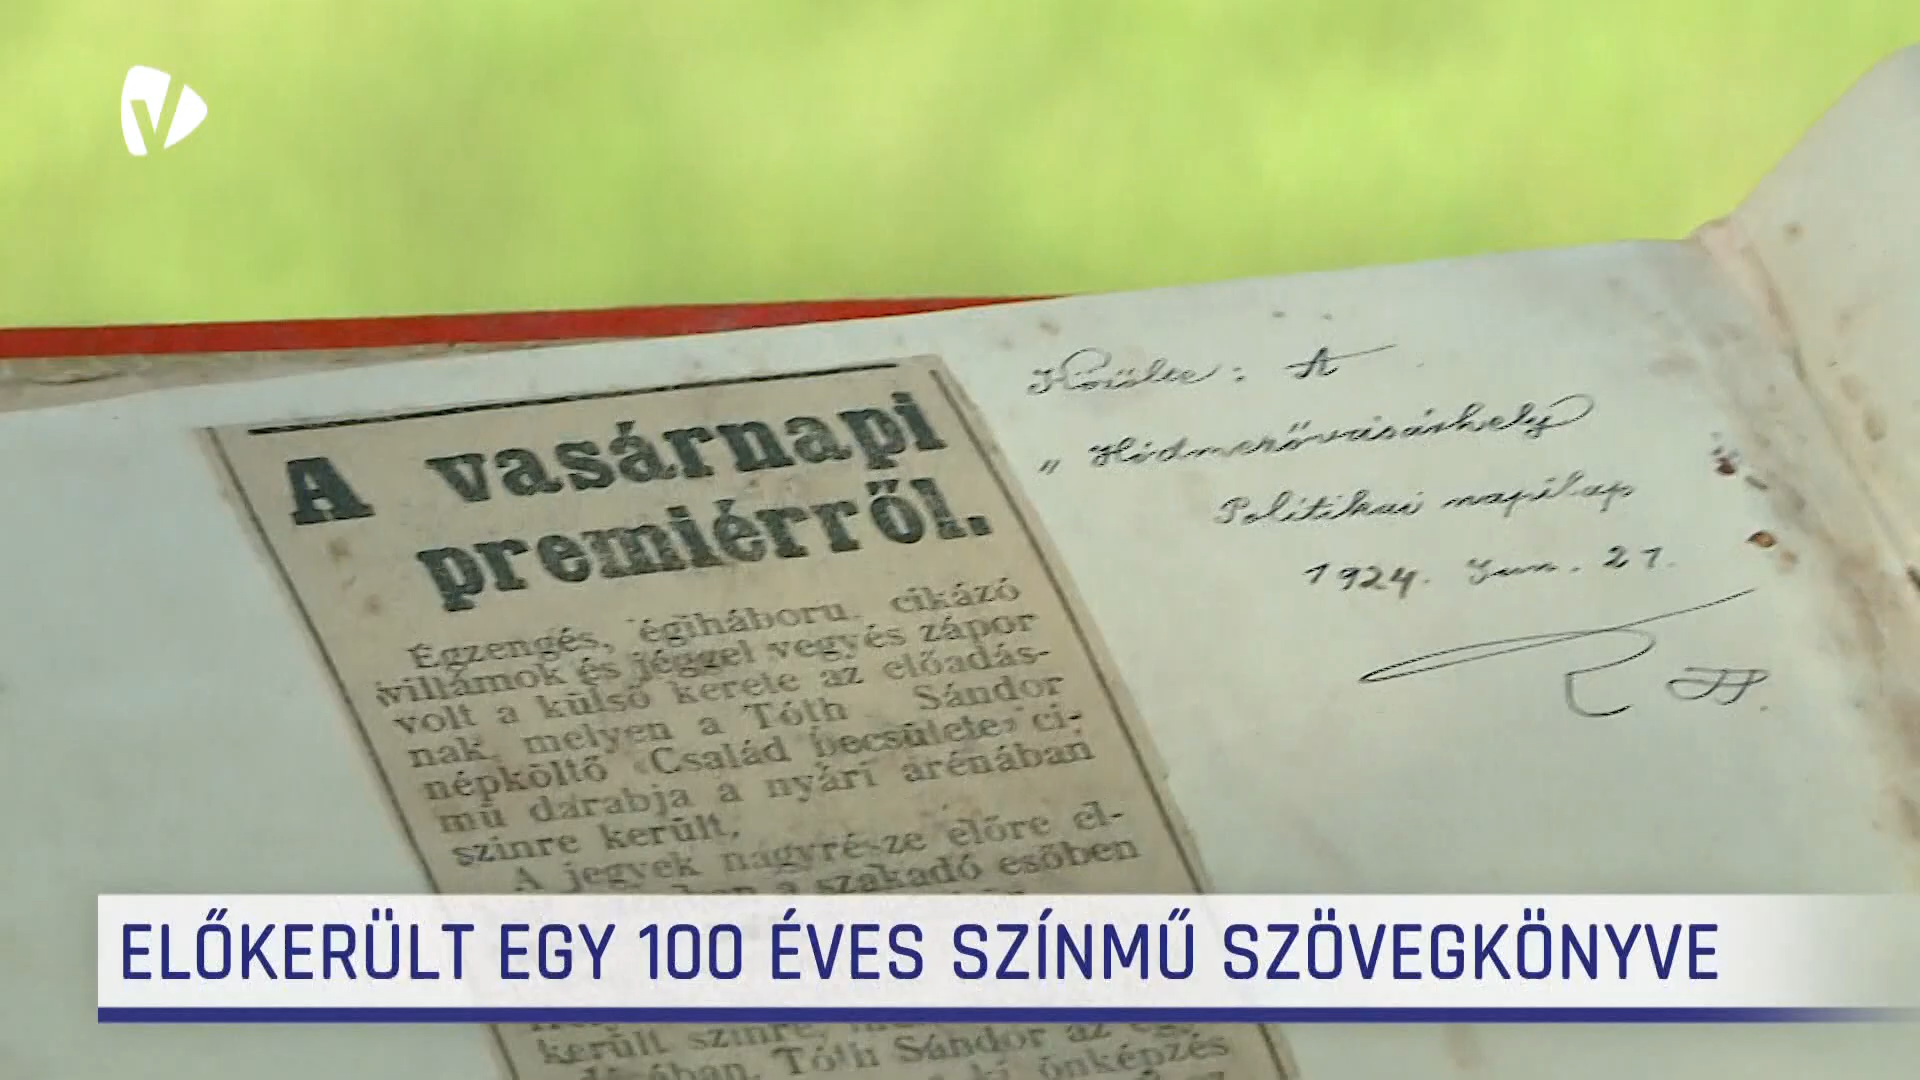 A vasárnapi
premiérről.
Égzengés, égiháboru, cikázó
villámok és jéggel vegyés zápor
volt a külső kerete az előadás-
nak, melyen a Tóth Sándor
népköltő Család becsülete, ci-
mü darabja a nyári arénában
szinre került.
A jegyek nagyrésze előre el-
a szakadó esőben
Közölte: A
„Hódmezővásárhely
Politikai napilap
1924. Jun. 27.
ELŐKERÜLT EGY 100 ÉVES SZÍNMŰ SZÖVEGKÖNYVE
került szinre,
Tóth Sándor az
önképzés